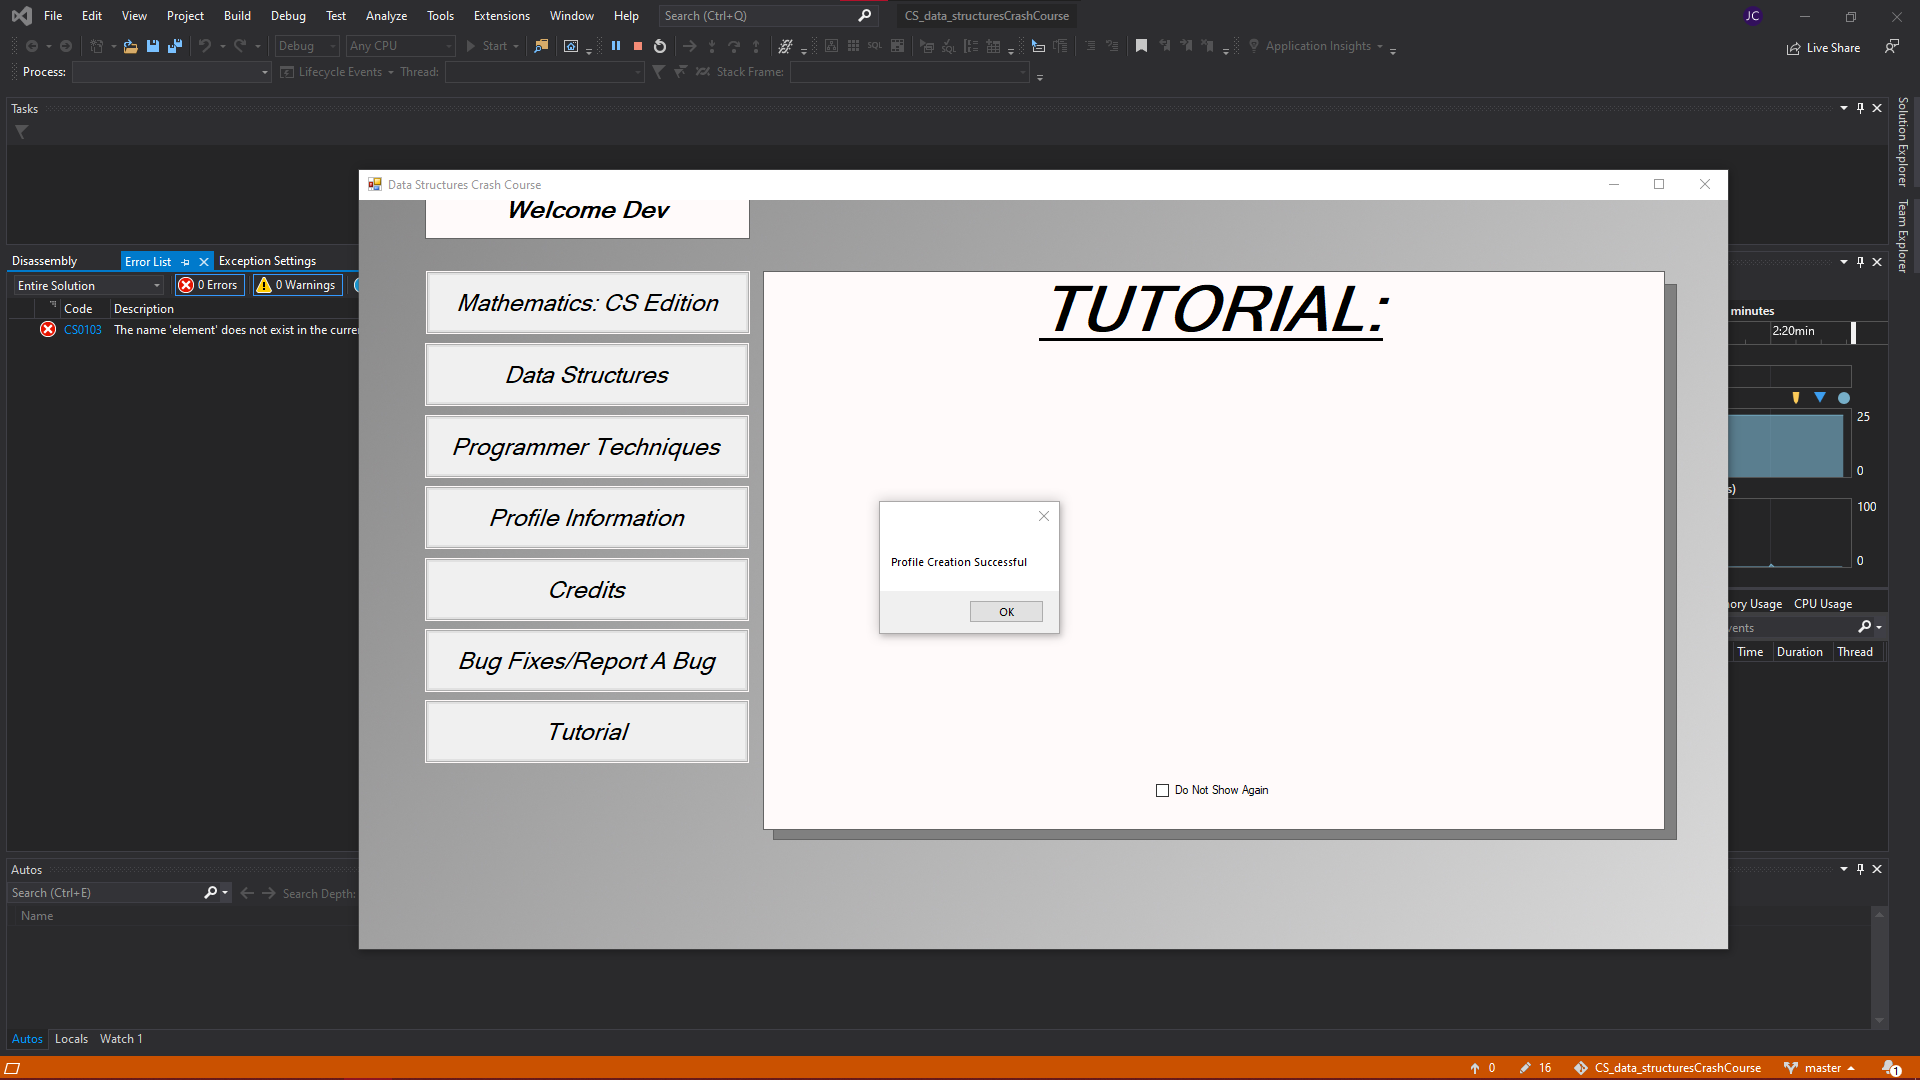 File Edit View Project Build Debug Test Analyze Tools Extensions Window Help Search (Ctrl+Q) CS_data_structuresCrashCourse JC
Debug Any CPU Start SQL SQL Application Insights Live Share
Process: Lifecycle Events Thread: Stack Frame:
Tasks
Solution Explorer
Team Explorer
Data Structures Crash Course
Welcome Dev
Mathematics: CS Edition
Data Structures
Programmer Techniques
Profile Information
Credits
Bug Fixes/Report A Bug
Tutorial
TUTORIAL:
Profile Creation Successful
OK
Do Not Show Again
Disassembly Error List Exception Settings
Entire Solution 0 Errors 0 Warnings
Code Description
CS0103 The name 'element' does not exist in the curre
minutes
2:20min
25
0
s)
100
0
ory Usage CPU Usage
vents
Time Duration Thread
Autos
Search (Ctrl+E) Search Depth:
Name
Autos Locals Watch 1
0 16 CS_data_structuresCrashCourse master 1